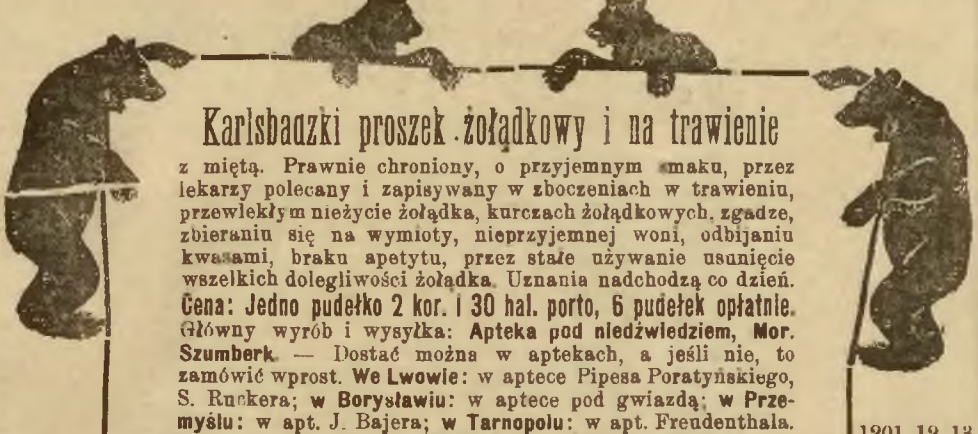 Karlsbadzki proszek żołądkowy i na trawienie
z miętą. Prawnie chroniony, o przyjemnym smaku, przez
lekarzy polecany i zapisywany w zboczeniach w trawieniu,
przewlekłym nieżycie żołądka, kurczach żołądkowych, zgadze,
zbieraniu się na wymioty, nieprzyjemnej woni, odbijaniu
kwasami, braku apetytu, przez stałe używanie usunięcie
wszelkich dolegliwości żołądka. Uznania nadchodzą co dzień.
Cena: Jedno pudełko 2 kor. i 30 hal. porto, 6 pudełek opłatnie.
Główny wyrób i wysyłka: Apteka pod niedźwiedziem, Mor.
Szumberk. — Dostać można w aptekach, a jeśli nie, to
zamówić wprost. We Lwowie: w aptece Pipesa Poratyńskiego,
S. Ruckera; w Borysławiu: w aptece pod gwiazdą; w Prze-
myślu: w apt. J. Bajera; w Tarnopolu: w apt. Freudenthala.
1901 12 13